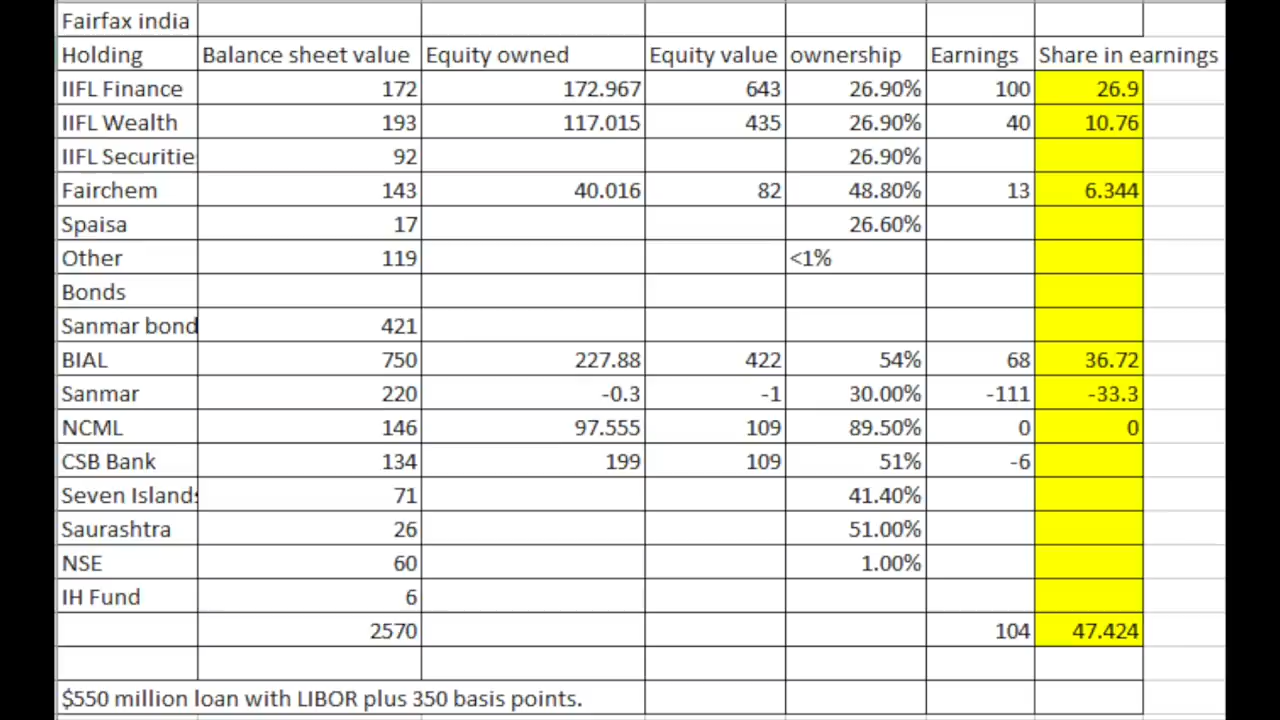 Fairfax india
Holding Balance sheet value Equity owned Equity value ownership Earnings Share in earnings
IIFL Finance 172 172.967 643 26.90% 100 26.9
IIFL Wealth 193 117.015 435 26.90% 40 10.76
IIFL Securitie 92 26.90%
Fairchem 143 40.016 82 48.80% 13 6.344
Spaisa 17 26.60%
Other 119 <1%
Bonds
Sanmar bond 421
BIAL 750 227.88 422 54% 68 36.72
Sanmar 220 -0.3 -1 30.00% -111 -33.3
NCML 146 97.555 109 89.50% 0 0
CSB Bank 134 199 109 51% -6
Seven Islands 71 41.40%
Saurashtra 26 51.00%
NSE 60 1.00%
IH Fund 6
2570 104 47.424
$550 million loan with LIBOR plus 350 basis points.